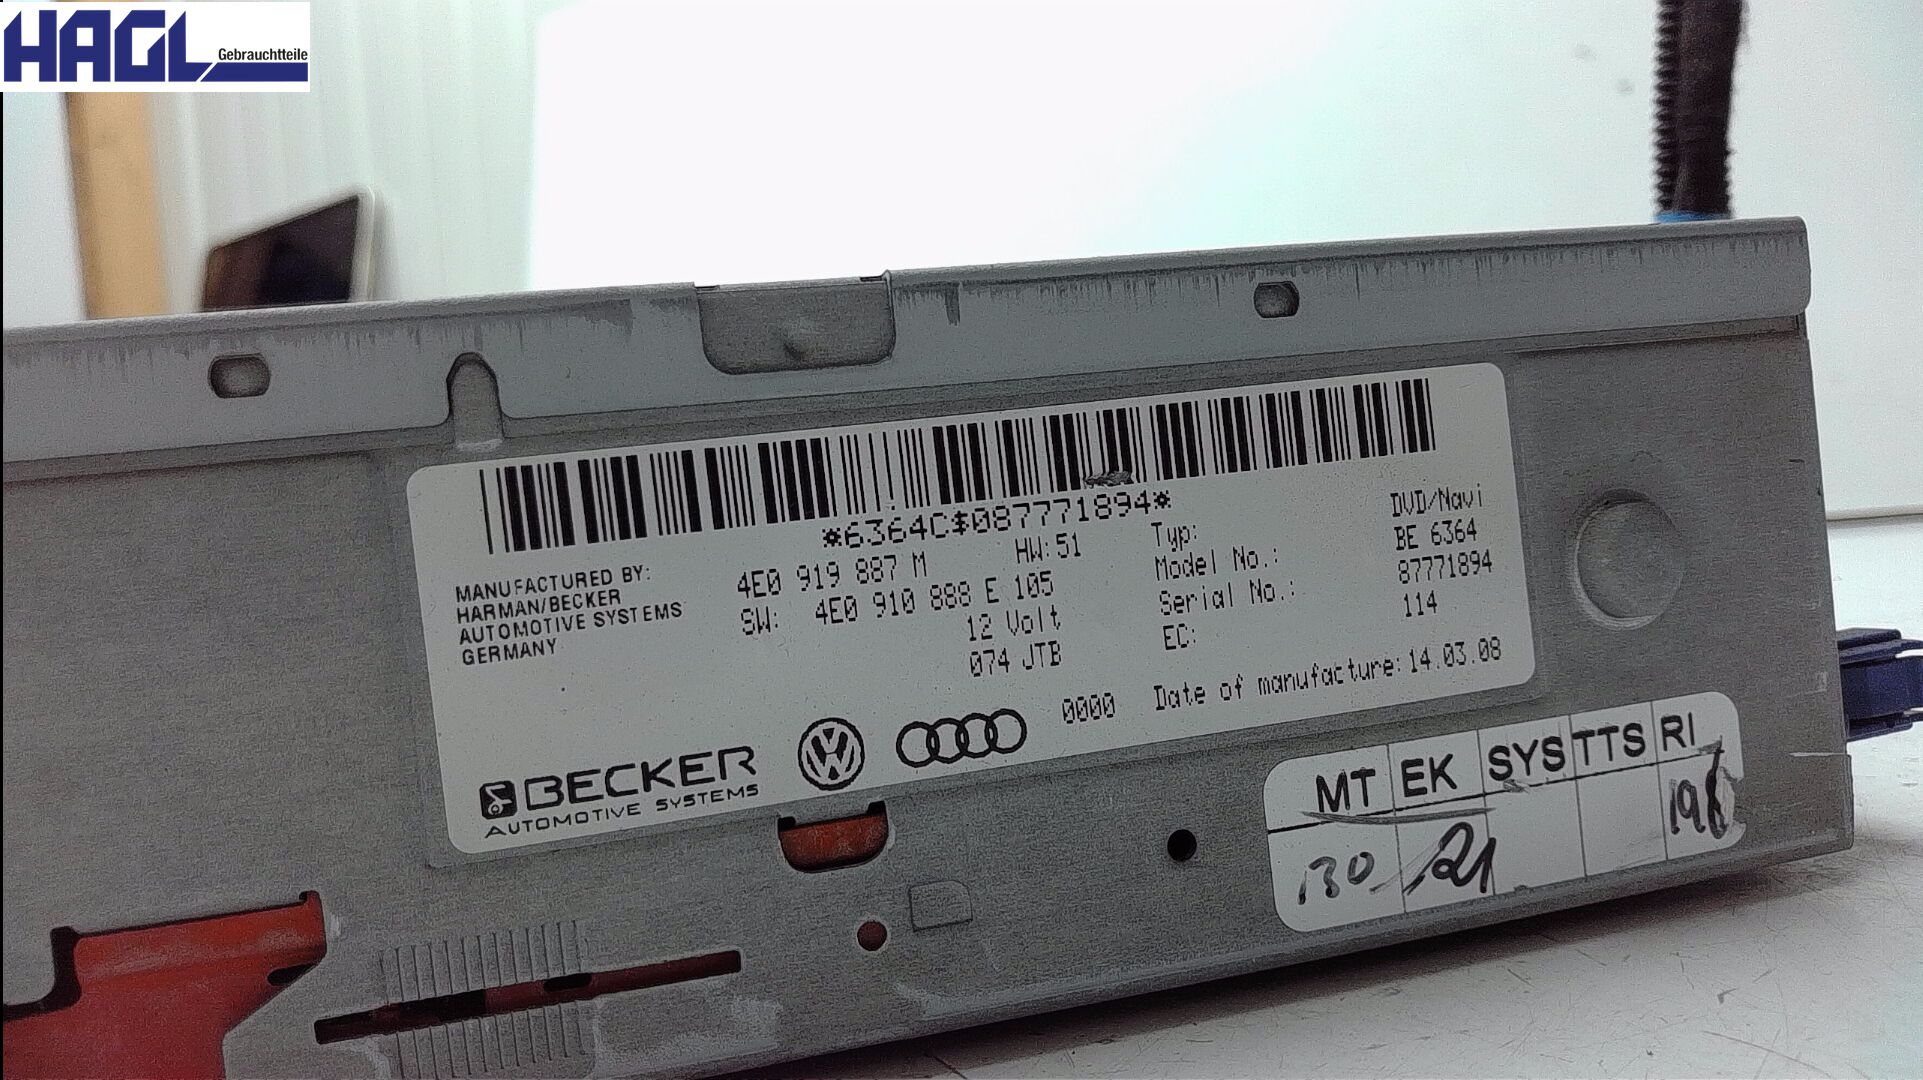 HAGL
Gebrauchtteile
*6364C$087771894*
MANUFACTURED BY:
HARMAN/BECKER
AUTOMOTIVE SYSTEMS
GERMANY
4E0 919 887 M HW: 51
SW: 4E0 910 888 E 105
12 Volt
074 JTB
Typ: DVD/Navi
Model No.: BE 6364
Serial No.: 87771894
EC: 114
0000 Date of manufacture: 14.03.08
BECKER
AUTOMOTIVE SYSTEMS
MT EK SYS TTS RI
130 21